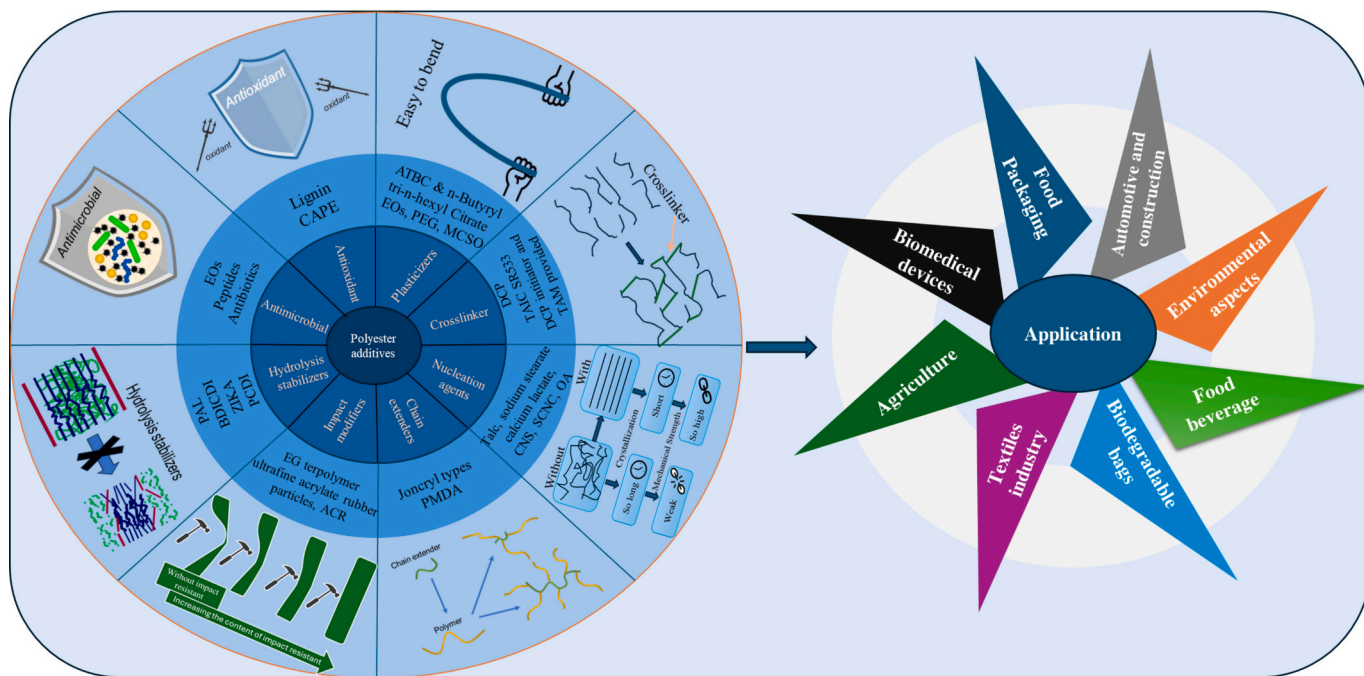 Antioxidant
oxidant
oxidant
Easy to bend
Crosslinker
Antimicrobial
Lignin
CAPE
ATBC & n-Butyryl
tri-n-hexyl Citrate
EOs, PEG, MCSO
DCP
TAIC SR533
DCP initiator and
TAM provided
EOs
Peptides
Antibiotics
Antioxidant
Plasticizers
Antimicrobial
Crosslinker
Polyester
additives
Hydrolysis
stabilizers
Nucleation
agents
Impact
modifiers
Chain
extenders
PAL
BDICDI
ZIKA
PCDI
Talc, sodium stearate
calcium lactate,
CNS, SCNC, OA
EG terpolymer
ultrafine acrylate rubber
particles, ACR
Joncryl types
PMDA
Hydrolysis stabilizers
With
Without
Crystallization
Short
So long
Mechanical Strength
So high
Weak
Without impact
resistant
Increasing the content of impact resistant
Chain extender
Polymer
Food
Packaging
Automotive and
construction
Biomedical
devices
Environmental
aspects
Application
Agriculture
Food
beverage
Textiles
industry
Biodegradable
bags